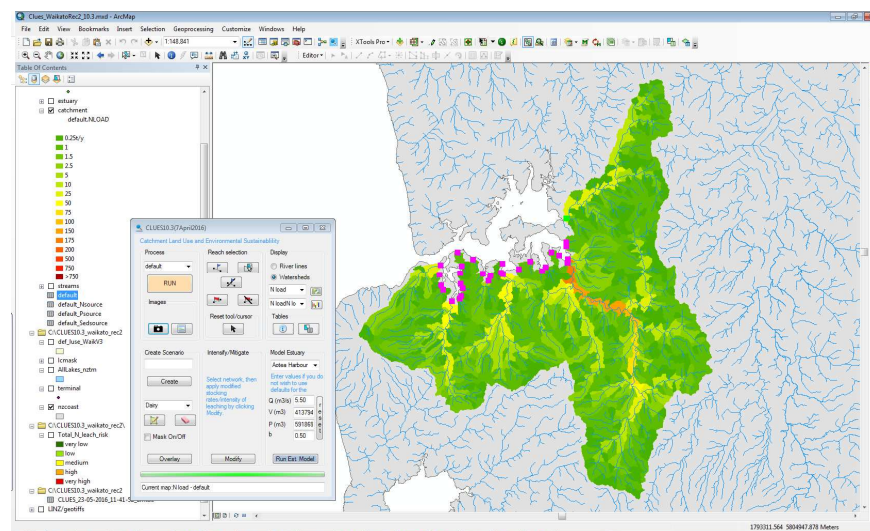 Clues_WaikatoRec2_10.3.mxd - ArcMap
File Edit View Bookmarks Insert Selection Geoprocessing Customize Windows Help
1:148,841
XTools Pro
Editor
Table Of Contents
estuary
catchment
default.NLOAD
0.25t/y
1
1.5
2.5
5
10
25
50
75
100
150
175
200
500
750
>750
streams
default
default_Nsource
default_Psource
default_Sedsource
C:\CLUES10.3_waikato_rec2
def_luse_WaikV3
lcmask
AllLakes_nztm
terminal
nzcoast
C:\CLUES10.3_waikato_rec2\
Total_N_leach_risk
very low
low
medium
high
very high
C:\CLUES10.3_waikato_rec2
LINZ/geotiffs
CLUES10.3(7April2016)
Catchment Land Use and Environmental Sustainability
Process
Reach selection
Display
default
River lines
Watersheds
RUN
N load
Images
NloadN lo
Reset tool/cursor
Tables
Create Scenario
Intensify/Mitigate
Model Estuary
Aotea Harbour
Create
Select network, then
apply modified
stocking
rates/intensity of
leaching by clicking
Modify.
Enter values if you do
not wish to use
defaults for the
Q (m3/s) 5.50
V (m3) 413794
P (m3) 591868
b 0.50
reset
Dairy
Mask On/Off
Overlay
Modify
Run Est. Model
Current map:N load - default
1793311.564 5804947.878 Meters